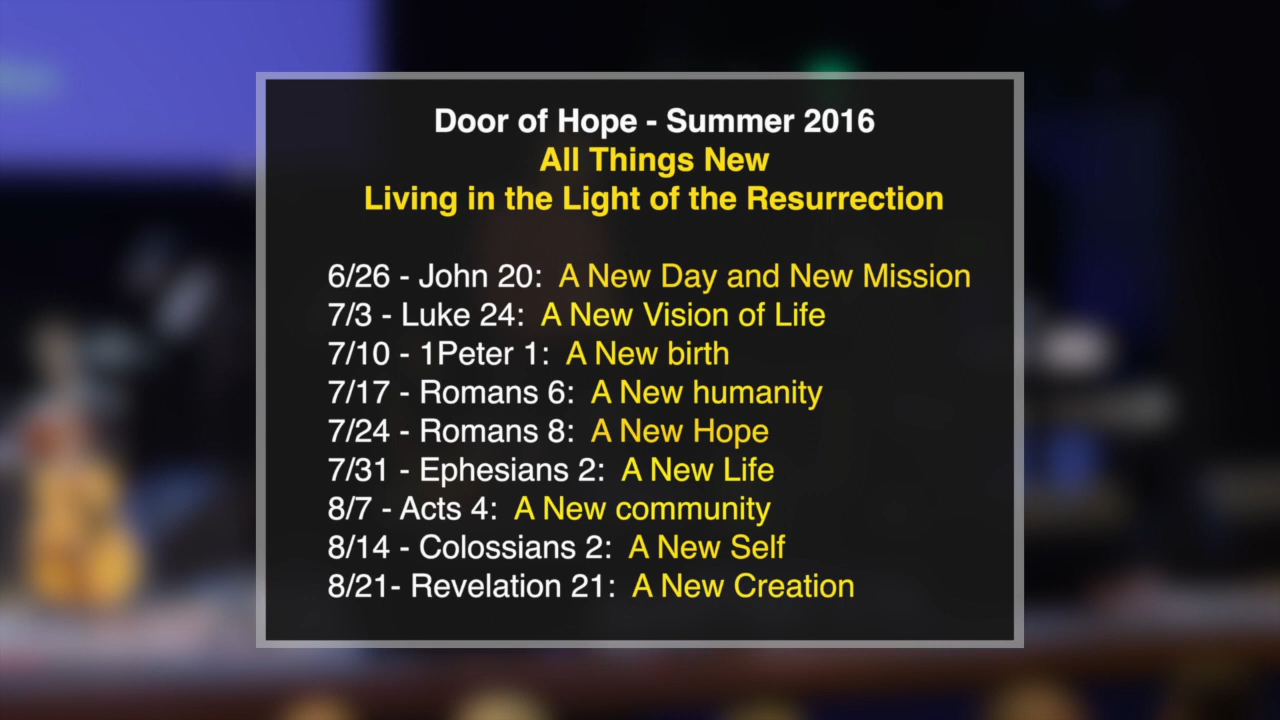 Door of Hope - Summer 2016
All Things New
Living in the Light of the Resurrection
6/26 - John 20: A New Day and New Mission
7/3 - Luke 24: A New Vision of Life
7/10 - 1Peter 1: A New birth
7/17 - Romans 6: A New humanity
7/24 - Romans 8: A New Hope
7/31 - Ephesians 2: A New Life
8/7 - Acts 4: A New community
8/14 - Colossians 2: A New Self
8/21- Revelation 21: A New Creation